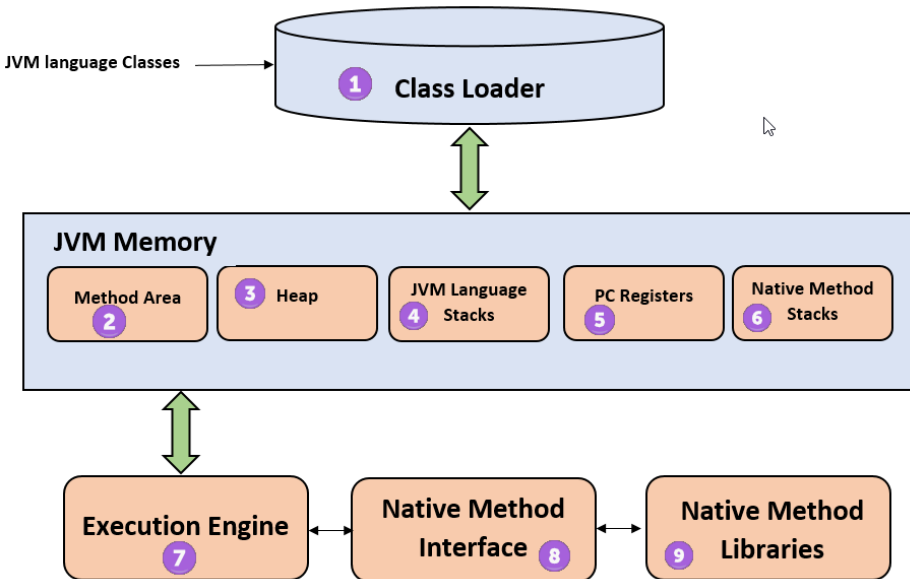 JVM language Classes
1 Class Loader
JVM Memory
Method Area
2
3 Heap
JVM Language
4 Stacks
PC Registers
5
Native Method
6 Stacks
Execution Engine
7
Native Method
Interface 8
Native Method
9 Libraries